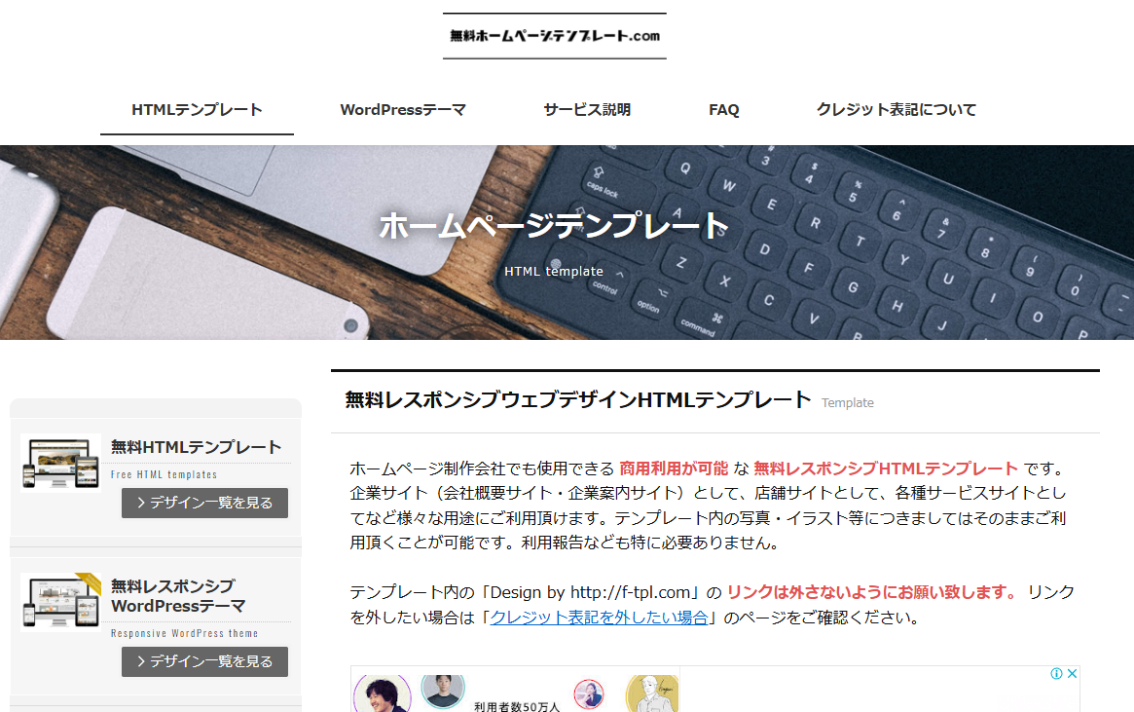 無料ホームページテンプレート.com
HTMLテンプレート
WordPressテーマ
サービス説明
FAQ
クレジット表記について
ホームページテンプレート
HTML template
無料HTMLテンプレート
Free HTML templates
> デザイン一覧を見る
無料レスポンシブ
WordPressテーマ
Responsive WordPress theme
> デザイン一覧を見る
無料レスポンシブウェブデザインHTMLテンプレート Template
ホームページ制作会社でも使用できる 商用利用が可能 な 無料レスポンシブHTMLテンプレート です。
企業サイト（会社概要サイト・企業案内サイト）として、店舗サイトとして、各種サービスサイトとし
てなど様々な用途にご利用頂けます。テンプレート内の写真・イラスト等につきましてはそのままご利
用頂くことが可能です。利用報告なども特に必要ありません。
テンプレート内の「Design by http://f-tpl.com」の リンクは外さないようにお願い致します。 リンク
を外したい場合は「クレジット表記を外したい場合」のページをご確認ください。
利用者数50万人